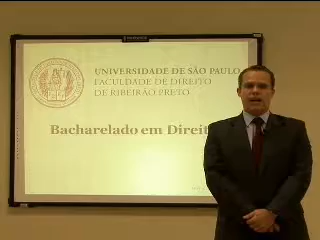 UNIVERSIDADE DE SÃO PAULO
FACULDADE DE DIREITO
DE RIBEIRÃO PRETO
Bacharelado em Direit